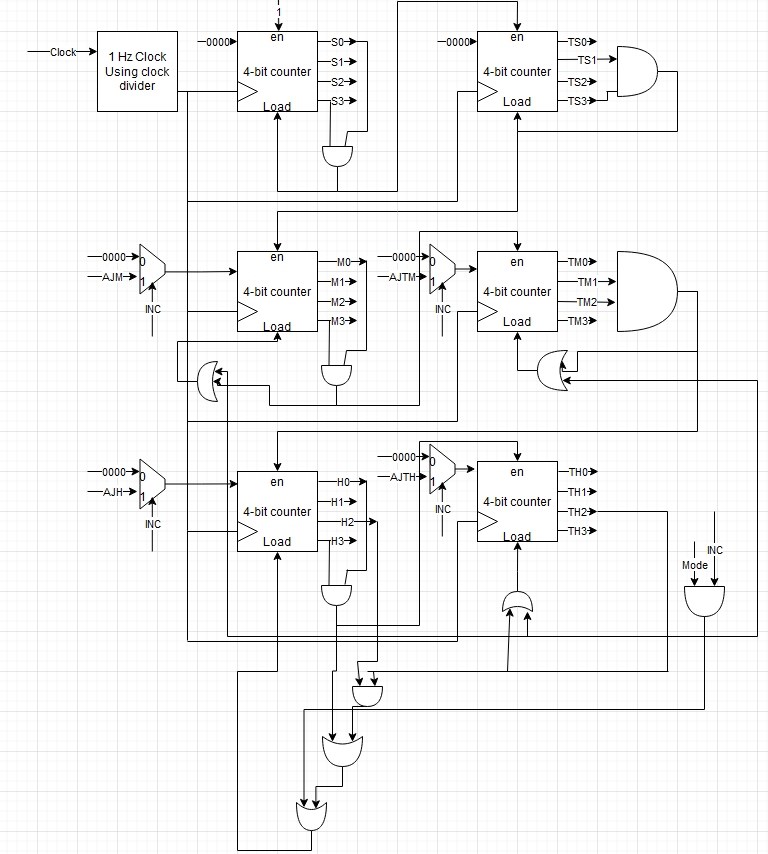 1
Clock
1 Hz Clock
Using clock
divider
0000
en
4-bit counter
Load
S0
S1
S2
S3
0000
en
4-bit counter
Load
TS0
TS1
TS2
TS3
0000
AJM
0
1
INC
en
4-bit counter
Load
M0
M1
M2
M3
0000
AJTM
0
1
INC
en
4-bit counter
Load
TM0
TM1
TM2
TM3
0000
AJH
0
1
INC
en
4-bit counter
Load
H0
H1
H2
H3
0000
AJTH
0
1
INC
en
4-bit counter
Load
TH0
TH1
TH2
TH3
Mode
INC